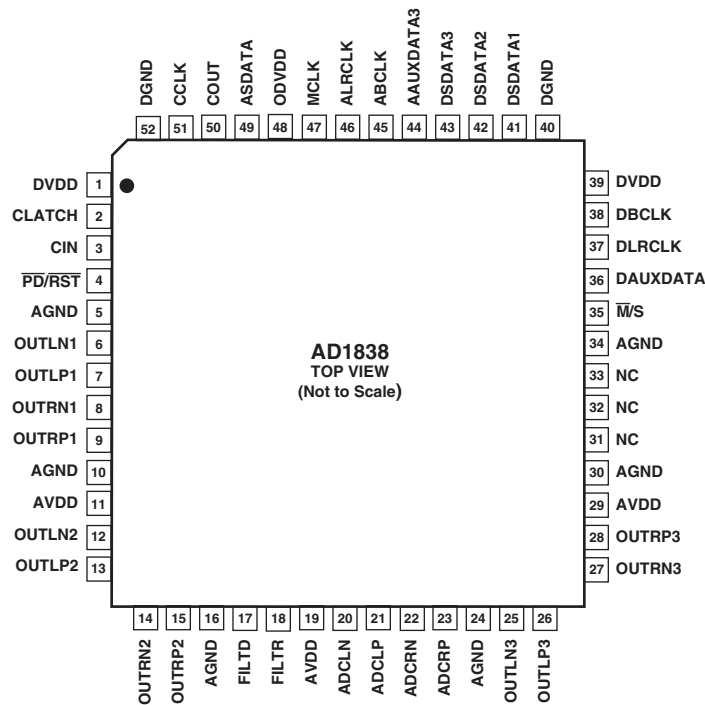 DGND CCLK COUT ASDATA ODVDD MCLK ALRCLK ABCLK AAUXDATA3 DSDATA3 DSDATA2 DSDATA1 DGND
52 51 50 49 48 47 46 45 44 43 42 41 40
DVDD 1
CLATCH 2
CIN 3
P̅D̅/R̅S̅T̅ 4
AGND 5
OUTLN1 6
OUTLP1 7
OUTRN1 8
OUTRP1 9
AGND 10
AVDD 11
OUTLN2 12
OUTLP2 13
AD1838
TOP VIEW
(Not to Scale)
39 DVDD
38 DBCLK
37 DLRCLK
36 DAUXDATA
35 M̅/S
34 AGND
33 NC
32 NC
31 NC
30 AGND
29 AVDD
28 OUTRP3
27 OUTRN3
14 15 16 17 18 19 20 21 22 23 24 25 26
OUTRN2 OUTRP2 AGND FILTD FILTR AVDD ADCLN ADCLP ADCRN ADCRP AGND OUTLN3 OUTLP3